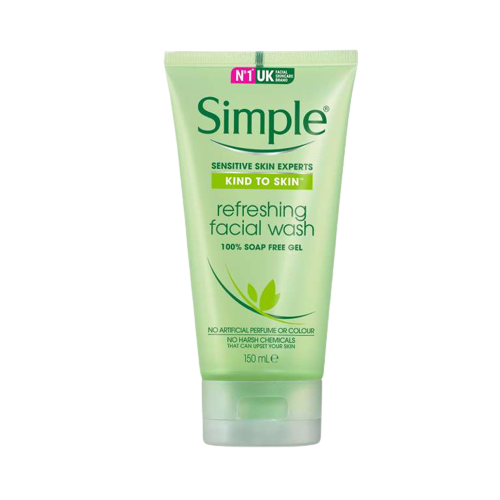 N°1 UK FACIAL SKINCARE BRAND
Simple®
SENSITIVE SKIN EXPERTS
KIND TO SKIN™
refreshing
facial wash
100% SOAP FREE GEL
NO ARTIFICIAL PERFUME OR COLOUR
NO HARSH CHEMICALS
THAT CAN UPSET YOUR SKIN
150 mL ℮